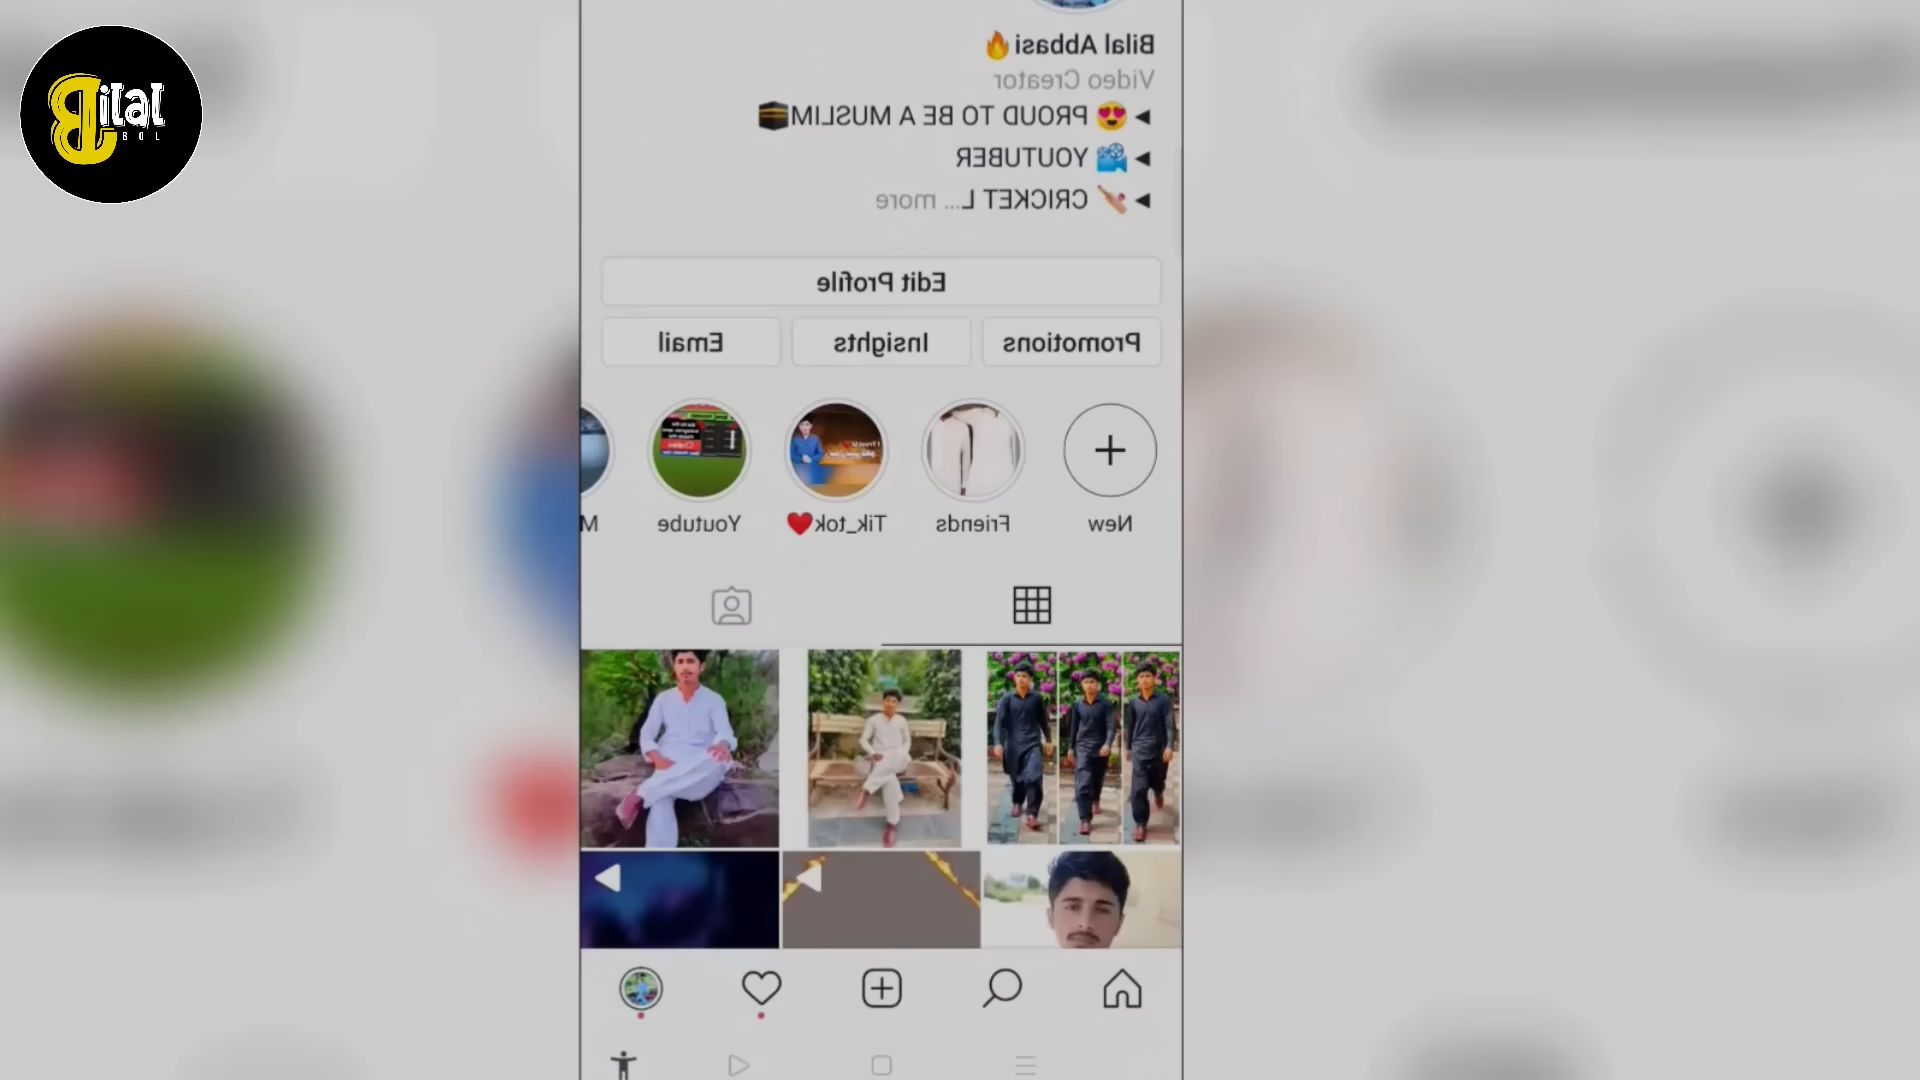 Bilal
BOL
Bilal Abbasi🔥
Video Creator
► 😍 PROUD TO BE A MUSLIM🕋
► 🎥 YOUTUBER
► 🏏 CRICKET L... more
Edit Profile
Promotions Insights Email
New Friends Tik_tok❤️ Youtube M